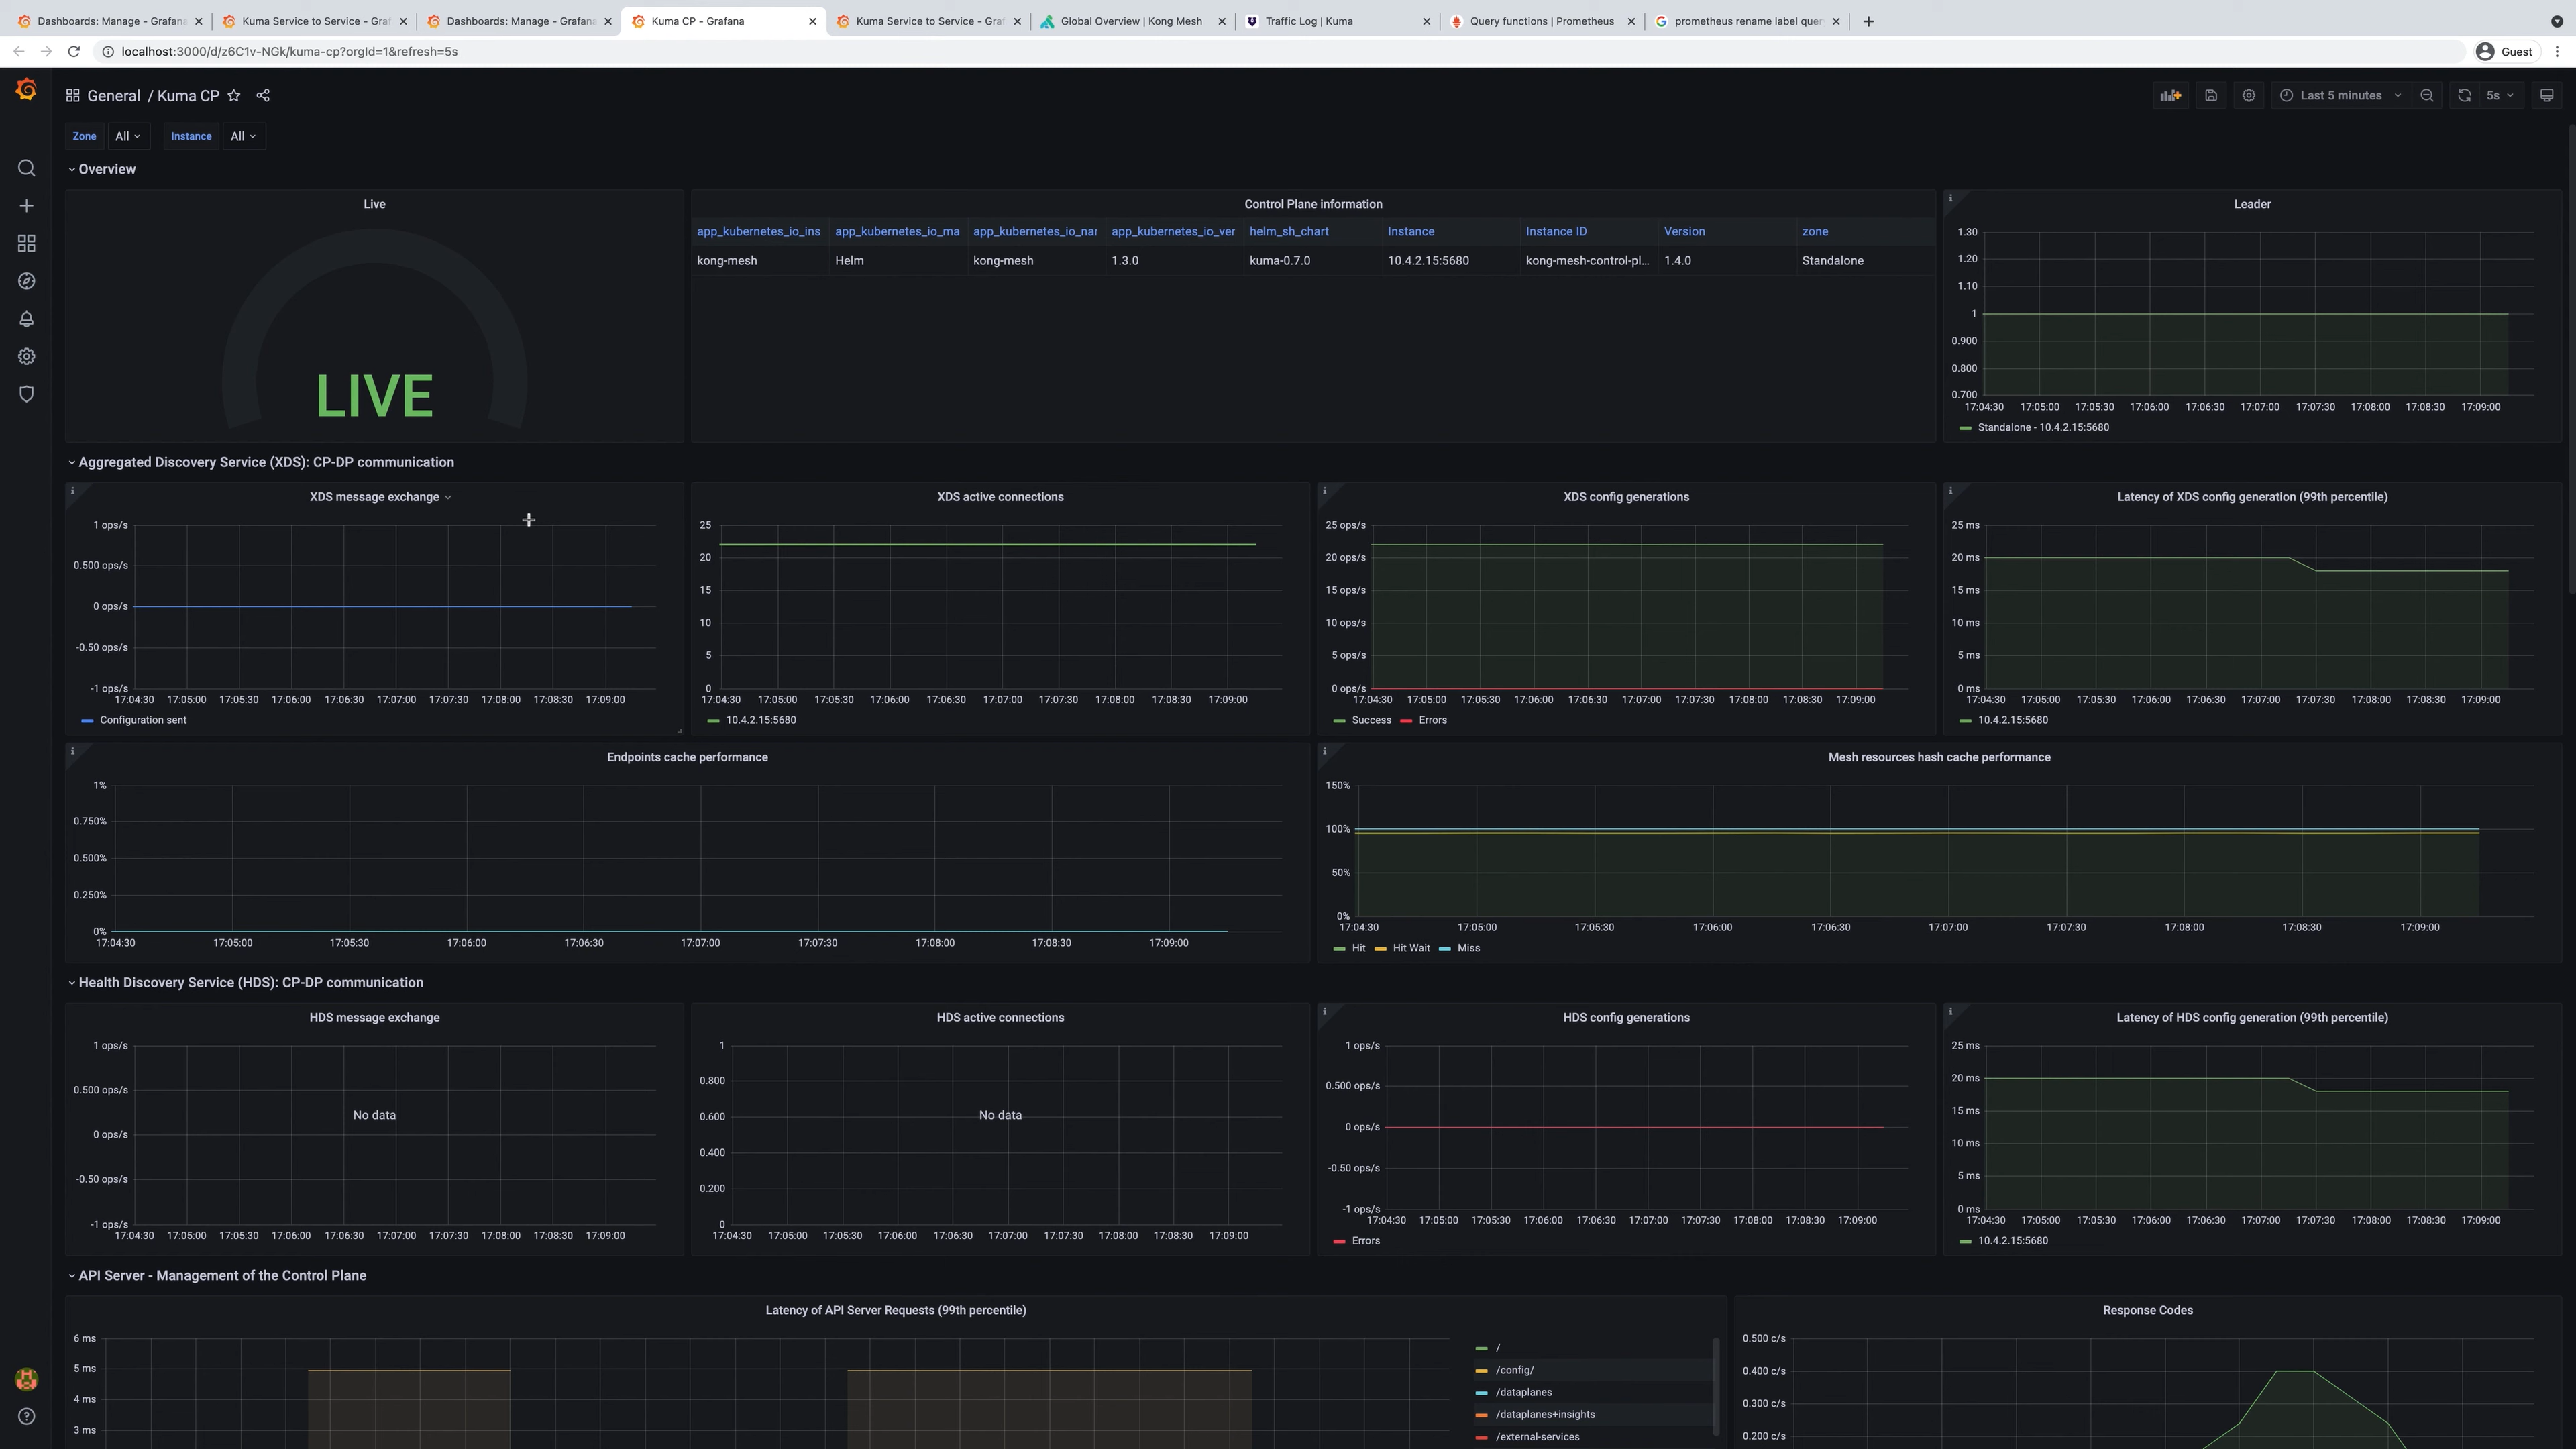 Dashboards: Manage - Grafana
Kuma Service to Service - Graf
Dashboards: Manage - Grafana
Kuma CP - Grafana
Kuma Service to Service - Graf
Global Overview | Kong Mesh
Traffic Log | Kuma
Query functions | Prometheus
prometheus rename label query
localhost:3000/d/z6C1v-NGk/kuma-cp?orgId=1&refresh=5s
Guest
General / Kuma CP
Last 5 minutes
5s
Zone All Instance All
Overview
Live
LIVE
Control Plane information
app_kubernetes_io_ins app_kubernetes_io_ma app_kubernetes_io_nar app_kubernetes_io_ver helm_sh_chart Instance Instance ID Version zone
kong-mesh Helm kong-mesh 1.3.0 kuma-0.7.0 10.4.2.15:5680 kong-mesh-control-pl... 1.4.0 Standalone
Leader
1.30
1.20
1.10
1
0.900
0.800
0.700
17:04:30 17:05:00 17:05:30 17:06:00 17:06:30 17:07:00 17:07:30 17:08:00 17:08:30 17:09:00
Standalone - 10.4.2.15:5680
Aggregated Discovery Service (XDS): CP-DP communication
XDS message exchange
1 ops/s
0.500 ops/s
0 ops/s
-0.50 ops/s
-1 ops/s
17:04:30 17:05:00 17:05:30 17:06:00 17:06:30 17:07:00 17:07:30 17:08:00 17:08:30 17:09:00
Configuration sent
XDS active connections
25
20
15
10
5
0
17:04:30 17:05:00 17:05:30 17:06:00 17:06:30 17:07:00 17:07:30 17:08:00 17:08:30 17:09:00
10.4.2.15:5680
XDS config generations
25 ops/s
20 ops/s
15 ops/s
10 ops/s
5 ops/s
0 ops/s
17:04:30 17:05:00 17:05:30 17:06:00 17:06:30 17:07:00 17:07:30 17:08:00 17:08:30 17:09:00
Success Errors
Latency of XDS config generation (99th percentile)
25 ms
20 ms
15 ms
10 ms
5 ms
0 ms
17:04:30 17:05:00 17:05:30 17:06:00 17:06:30 17:07:00 17:07:30 17:08:00 17:08:30 17:09:00
10.4.2.15:5680
Endpoints cache performance
1%
0.750%
0.500%
0.250%
0%
17:04:30 17:05:00 17:05:30 17:06:00 17:06:30 17:07:00 17:07:30 17:08:00 17:08:30 17:09:00
Mesh resources hash cache performance
150%
100%
50%
0%
17:04:30 17:05:00 17:05:30 17:06:00 17:06:30 17:07:00 17:07:30 17:08:00 17:08:30 17:09:00
Hit Hit Wait Miss
Health Discovery Service (HDS): CP-DP communication
HDS message exchange
1 ops/s
0.500 ops/s
0 ops/s
-0.50 ops/s
-1 ops/s
No data
17:04:30 17:05:00 17:05:30 17:06:00 17:06:30 17:07:00 17:07:30 17:08:00 17:08:30 17:09:00
HDS active connections
1
0.800
0.600
0.400
0.200
0
No data
17:04:30 17:05:00 17:05:30 17:06:00 17:06:30 17:07:00 17:07:30 17:08:00 17:08:30 17:09:00
HDS config generations
1 ops/s
0.500 ops/s
0 ops/s
-0.50 ops/s
-1 ops/s
17:04:30 17:05:00 17:05:30 17:06:00 17:06:30 17:07:00 17:07:30 17:08:00 17:08:30 17:09:00
Errors
Latency of HDS config generation (99th percentile)
25 ms
20 ms
15 ms
10 ms
5 ms
0 ms
17:04:30 17:05:00 17:05:30 17:06:00 17:06:30 17:07:00 17:07:30 17:08:00 17:08:30 17:09:00
10.4.2.15:5680
API Server - Management of the Control Plane
Latency of API Server Requests (99th percentile)
6 ms
5 ms
4 ms
3 ms
/
/config/
/dataplanes
/dataplanes+insights
/external-services
Response Codes
0.500 c/s
0.400 c/s
0.300 c/s
0.200 c/s